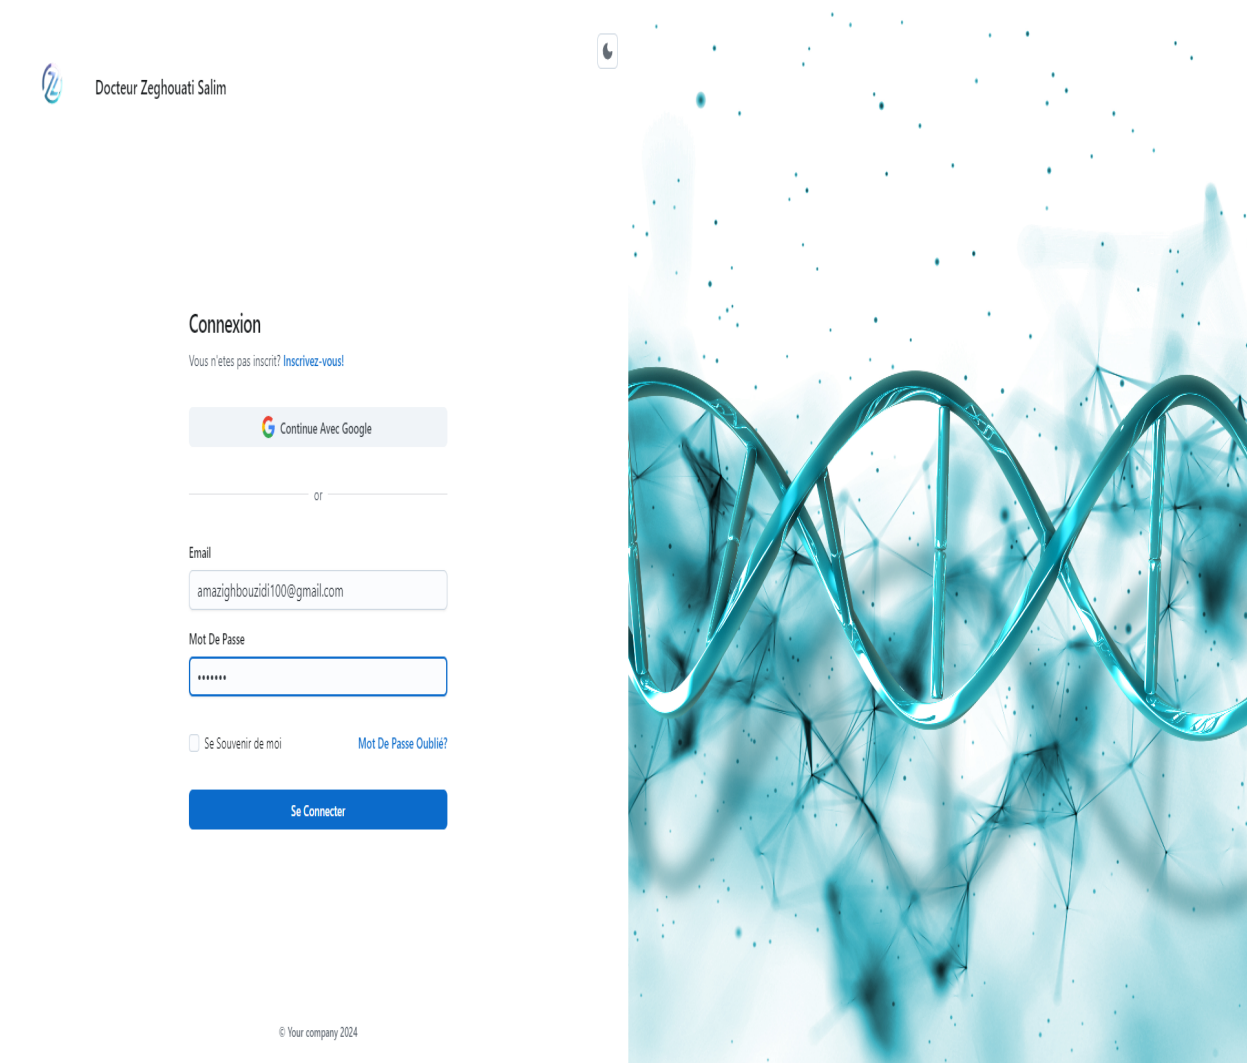 Docteur Zeghouati Salim
Connexion
Vous n'etes pas inscrit? Inscrivez-vous!
Continue Avec Google
or
Email
amazighbouzidi100@gmail.com
Mot De Passe
•••••••
Se Souvenir de moi
Mot De Passe Oublié?
Se Connecter
© Your company 2024